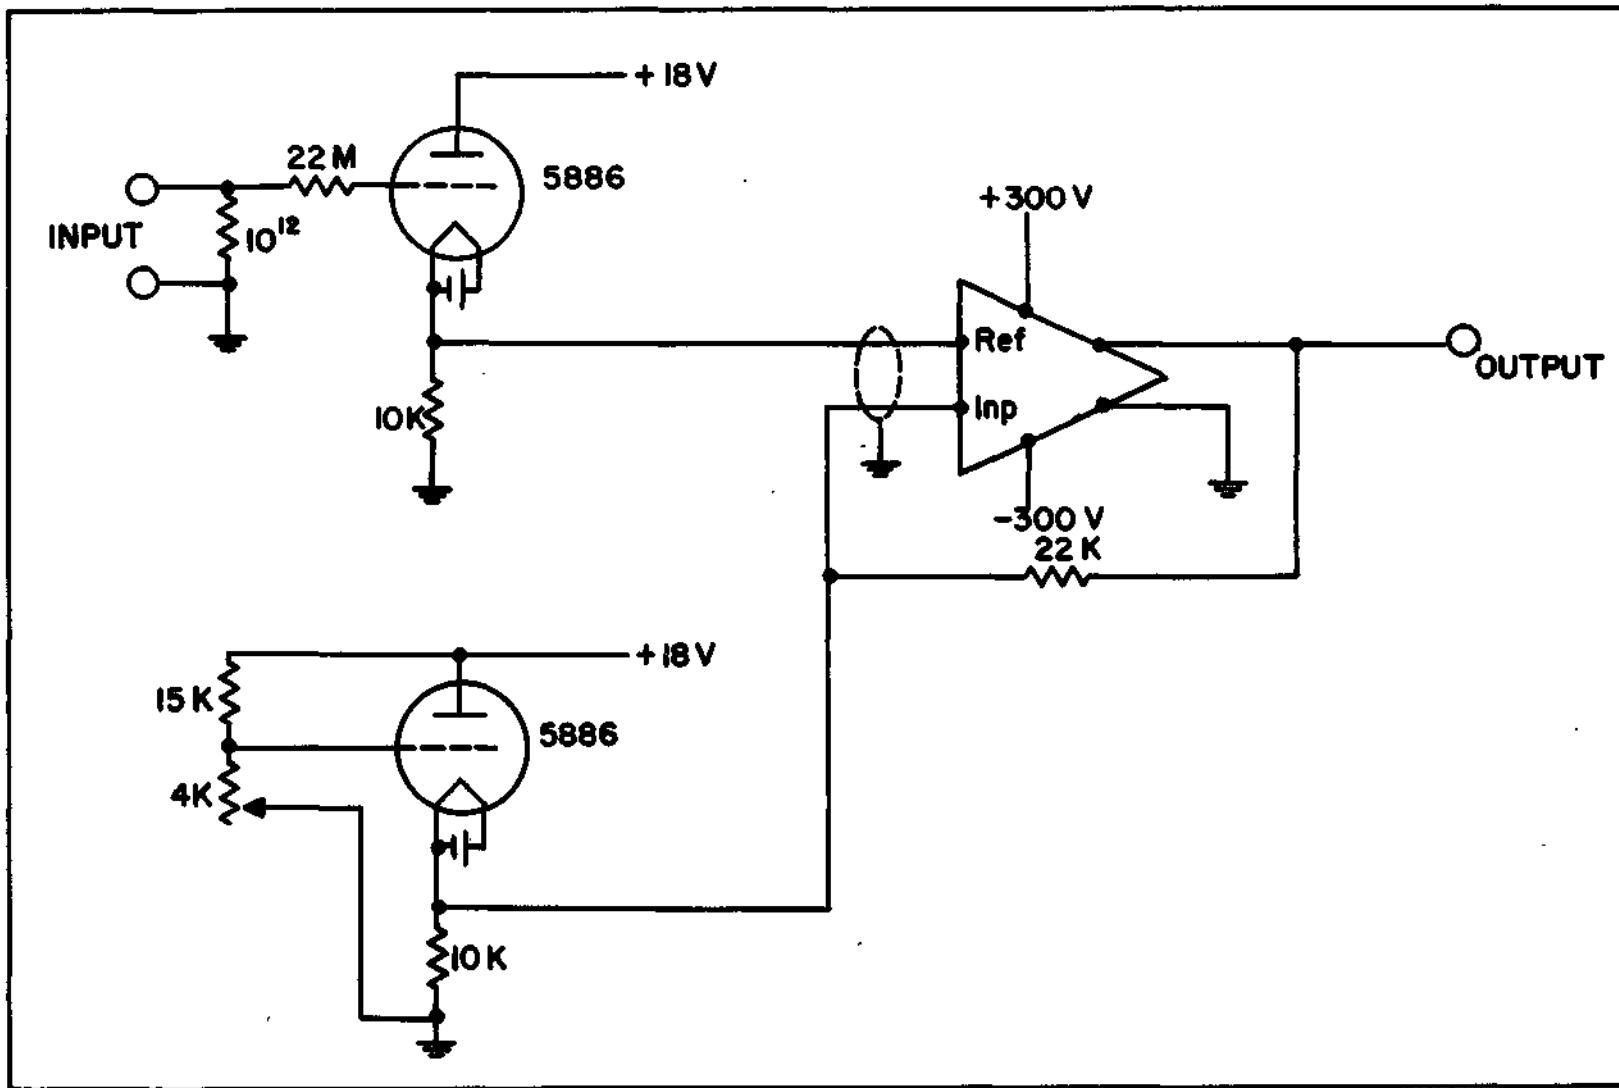 +18V
22M
5886
INPUT
10¹²
+300V
Ref
OUTPUT
10K
Inp
-300V
22K
+18V
15K
5886
4K
10K